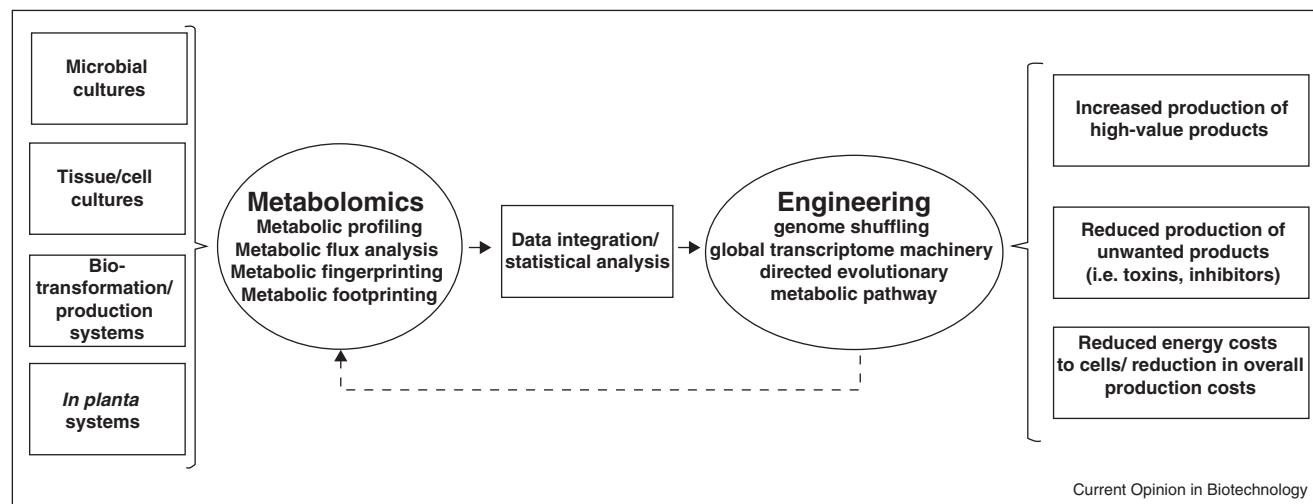 Microbial
cultures
Tissue/cell
cultures
Bio-
transformation/
production
systems
In planta
systems
Metabolomics
Metabolic profiling
Metabolic flux analysis
Metabolic fingerprinting
Metabolic footprinting
Data integration/
statistical analysis
Engineering
genome shuffling
global transcriptome machinery
directed evolutionary
metabolic pathway
Increased production of
high-value products
Reduced production of
unwanted products
(i.e. toxins, inhibitors)
Reduced energy costs
to cells/ reduction in overall
production costs
Current Opinion in Biotechnology